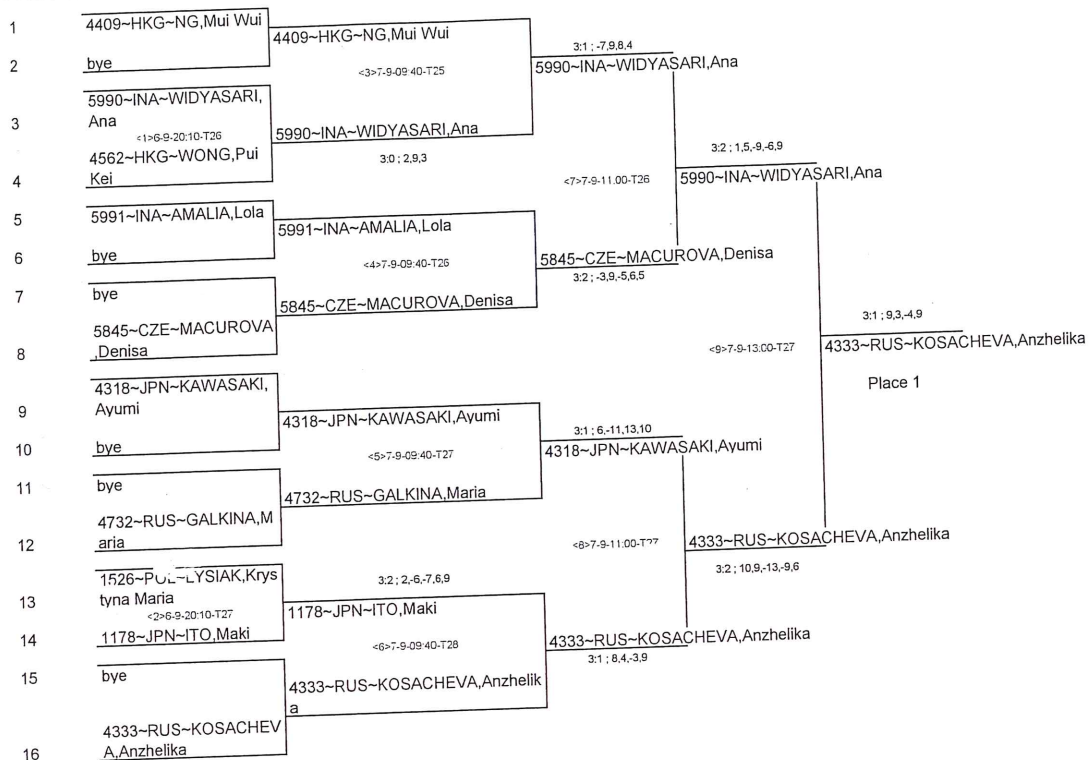 1
4409~HKG~NG,Mui Wui
2
bye
3
5990~INA~WIDYASARI,
Ana
<1>6-9-20:10-T26
4
4562~HKG~WONG,Pui
Kei
5
5991~INA~AMALIA,Lola
6
bye
7
bye
8
5845~CZE~MACUROVA
,Denisa
9
4318~JPN~KAWASAKI,
Ayumi
10
bye
11
bye
12
4732~RUS~GALKINA,M
aria
13
1526~POL~LYSIAK,Krys
tyna Maria
<2>6-9-20:10-T27
14
1178~JPN~ITO,Maki
15
bye
16
4333~RUS~KOSACHEV
A,Anzhelika
4409~HKG~NG,Mui Wui
<3>7-9-09:40-T25
5990~INA~WIDYASARI,Ana
3:0 ; 2,9,3
5991~INA~AMALIA,Lola
<4>7-9-09:40-T26
5845~CZE~MACUROVA,Denisa
4318~JPN~KAWASAKI,Ayumi
<5>7-9-09:40-T27
4732~RUS~GALKINA,Maria
3:2 ; 2,-6,-7,6,9
1178~JPN~ITO,Maki
<6>7-9-09:40-T28
4333~RUS~KOSACHEVA,Anzhelik
a
3:1 ; -7,9,8,4
5990~INA~WIDYASARI,Ana
<7>7-9-11:00-T26
5845~CZE~MACUROVA,Denisa
3:2 ; -3,9,-5,6,5
3:1 ; 6,-11,13,10
4318~JPN~KAWASAKI,Ayumi
<8>7-9-11:00-T27
4333~RUS~KOSACHEVA,Anzhelika
3:1 ; 8,4,-3,9
3:2 ; 1,5,-9,-6,9
5990~INA~WIDYASARI,Ana
<9>7-9-13:00-T27
4333~RUS~KOSACHEVA,Anzhelika
3:2 ; 10,9,-13,-9,6
3:1 ; 9,3,-4,9
4333~RUS~KOSACHEVA,Anzhelika
Place 1